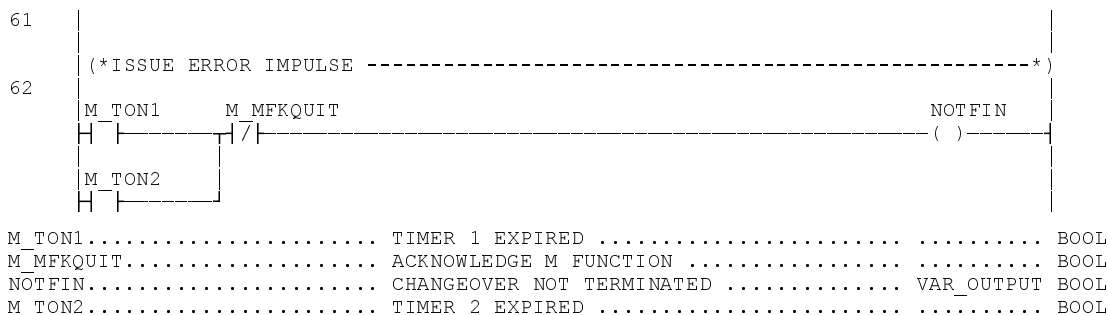 61
(*ISSUE ERROR IMPULSE ----------------------------------------------------*)
62
M_TON1 M_MFKQUIT NOTFIN
/ ( )
M_TON2
M_TON1....................... TIMER 1 EXPIRED ........................ .......... BOOL
M_MFKQUIT.................... ACKNOWLEDGE M FUNCTION ................. .......... BOOL
NOTFIN....................... CHANGEOVER NOT TERMINATED .............. VAR_OUTPUT BOOL
M_TON2....................... TIMER 2 EXPIRED ........................ .......... BOOL